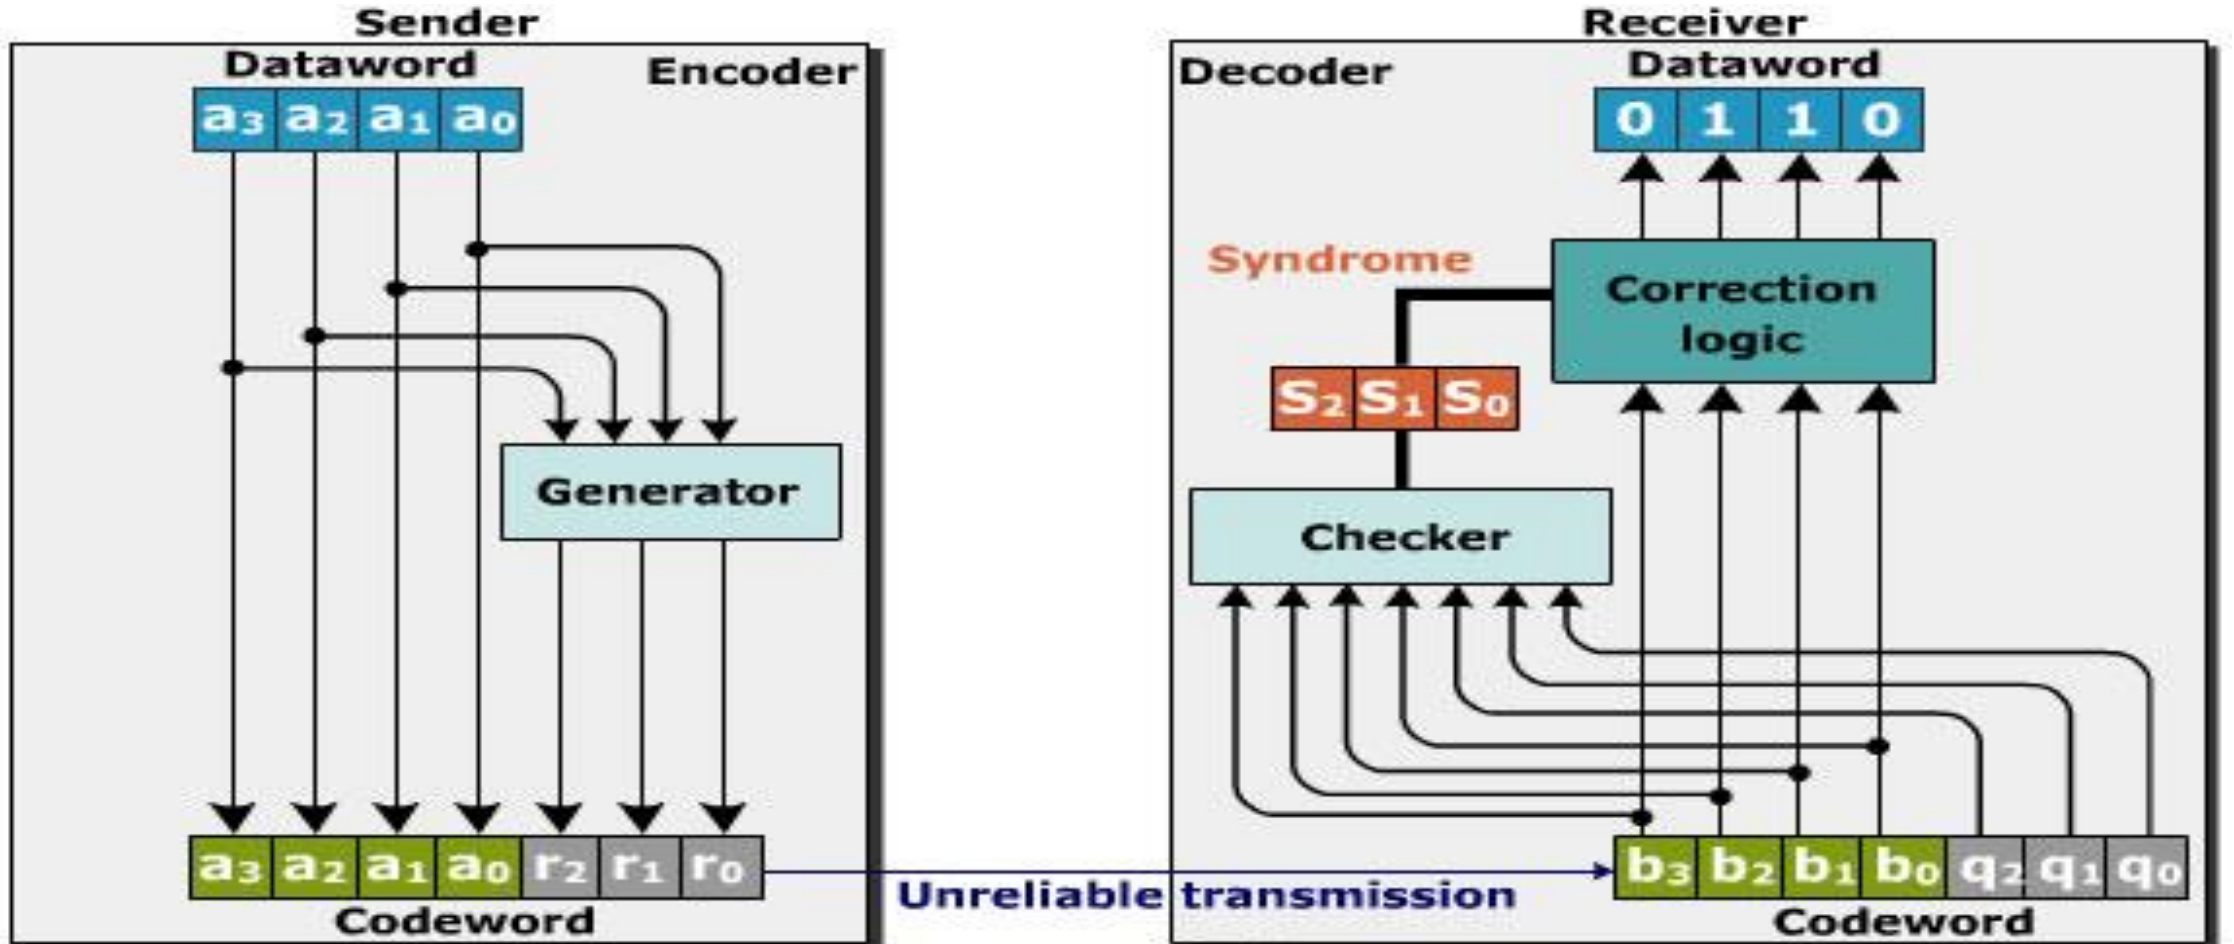 Sender
Dataword
Encoder
a3 a2 a1 a0
Generator
a3 a2 a1 a0 r2 r1 r0
Codeword
Unreliable transmission
Receiver
Decoder
Dataword
0 1 1 0
Syndrome
Correction
logic
S2 S1 S0
Checker
b3 b2 b1 b0 q2 q1 q0
Codeword